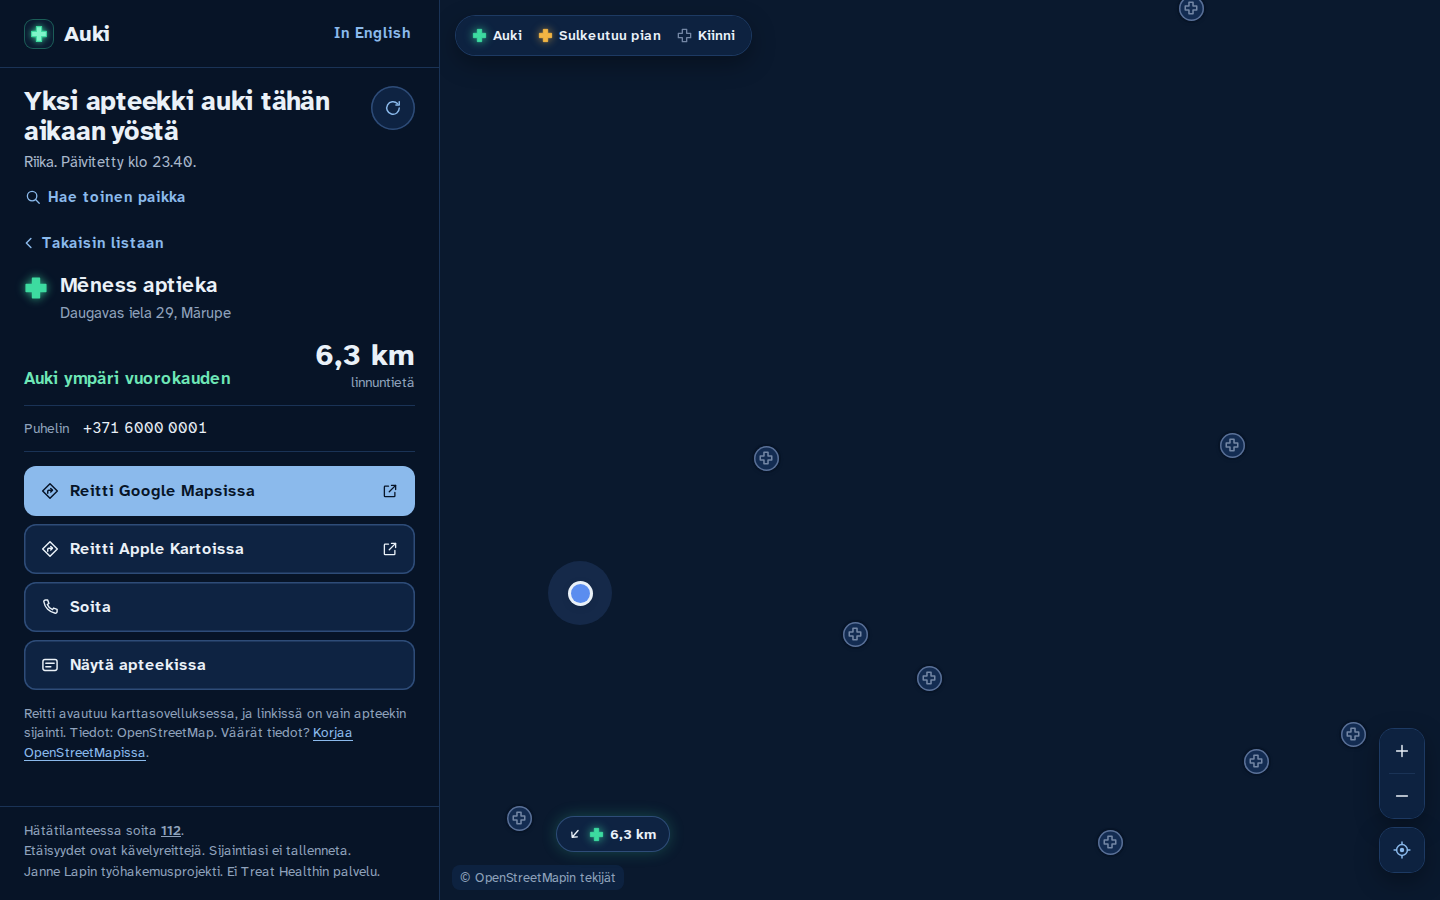 Auki
In English
Auki
Sulkeutuu pian
Kiinni
Yksi apteekki auki tähän
aikaan yöstä
Riika. Päivitetty klo 23.40.
Hae toinen paikka
Takaisin listaan
Mēness aptieka
Daugavas iela 29, Mārupe
6,3 km
Auki ympäri vuorokauden
linnuntietä
Puhelin +371 6000 0001
Reitti Google Mapsissa
Reitti Apple Kartoissa
Soita
Näytä apteekissa
Reitti avautuu karttasovelluksessa, ja linkissä on vain apteekin
sijainti. Tiedot: OpenStreetMap. Väärät tiedot? Korjaa
OpenStreetMapissa.
Hätätilanteessa soita 112.
Etäisyydet ovat kävelyreittejä. Sijaintiasi ei tallenneta.
Janne Lapin työhakemusprojekti. Ei Treat Healthin palvelu.
6,3 km
© OpenStreetMapin tekijät